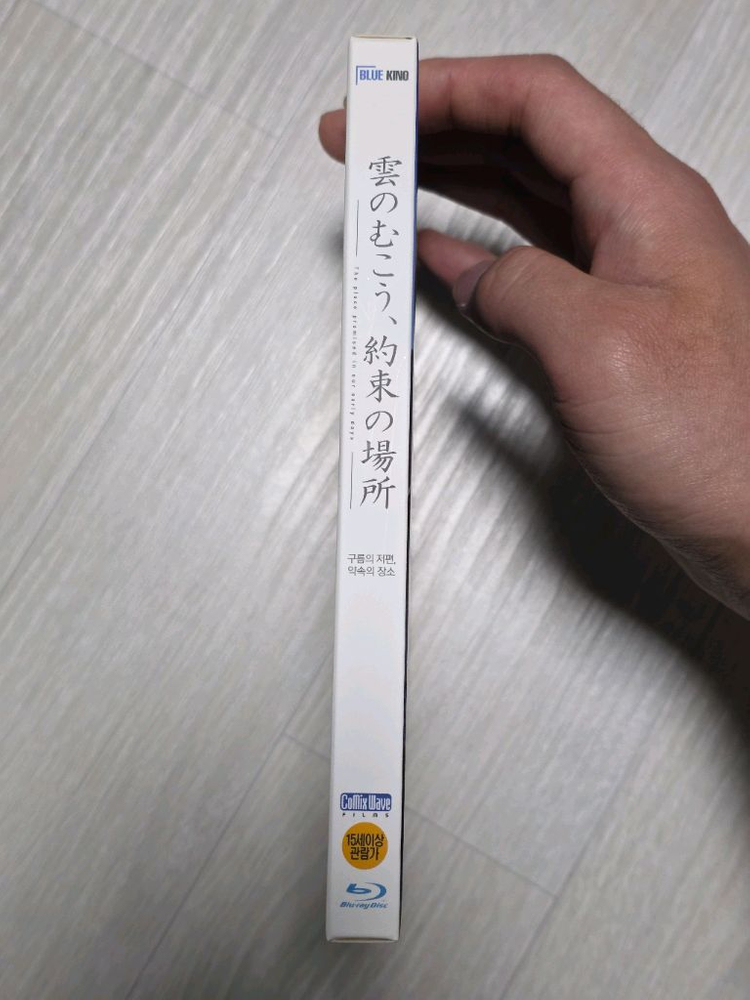 BLUE KINO
雲のむこう、約束の場所
The place promised in our early days
구름의 저편,
약속의 장소
CoMix Wave
FILMS
15세이상
관람가
Blu-ray Disc